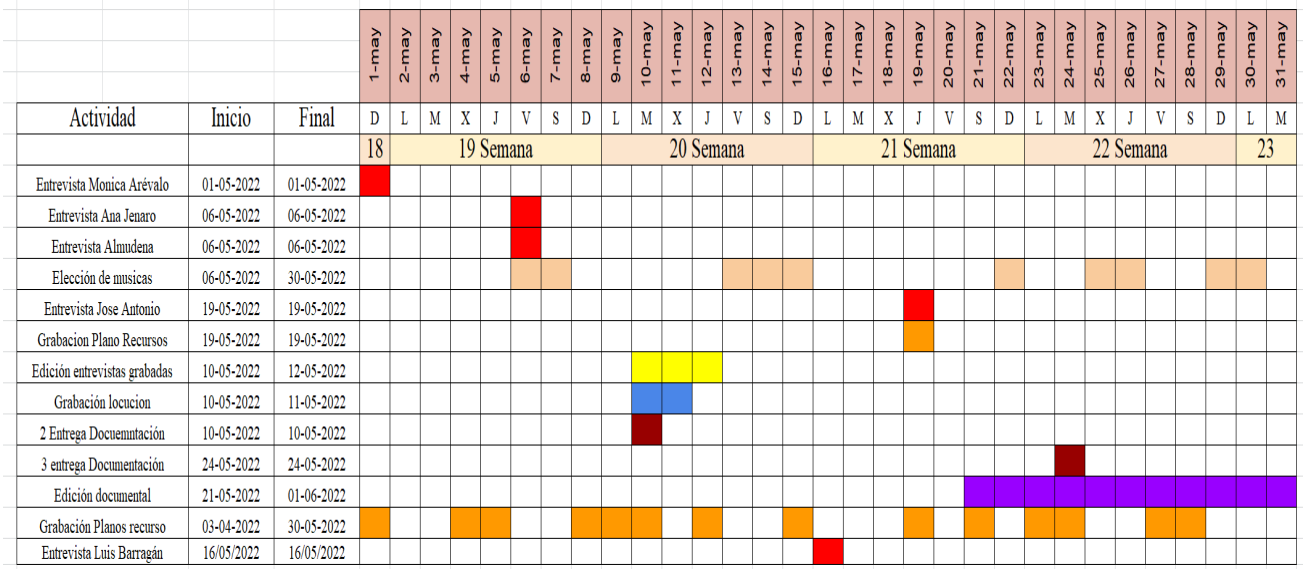 1-may 2-may 3-may 4-may 5-may 6-may 7-may 8-may 9-may 10-may 11-may 12-may 13-may 14-may 15-may 16-may 17-may 18-may 19-may 20-may 21-may 22-may 23-may 24-may 25-may 26-may 27-may 28-may 29-may 30-may 31-may
Actividad Inicio Final D L M X J V S D L M X J V S D L M X J V S D L M X J V S D L M
18 19 Semana 20 Semana 21 Semana 22 Semana 23
Entrevista Monica Arévalo 01-05-2022 01-05-2022
Entrevista Ana Jenaro 06-05-2022 06-05-2022
Entrevista Almudena 06-05-2022 06-05-2022
Elección de musicas 06-05-2022 30-05-2022
Entrevista Jose Antonio 19-05-2022 19-05-2022
Grabacion Plano Recursos 19-05-2022 19-05-2022
Edición entrevistas grabadas 10-05-2022 12-05-2022
Grabación locucion 10-05-2022 11-05-2022
2 Entrega Docuemntación 10-05-2022 10-05-2022
3 entrega Documentación 24-05-2022 24-05-2022
Edición documental 21-05-2022 01-06-2022
Grabación Planos recurso 03-04-2022 30-05-2022
Entrevista Luis Barragán 16/05/2022 16/05/2022